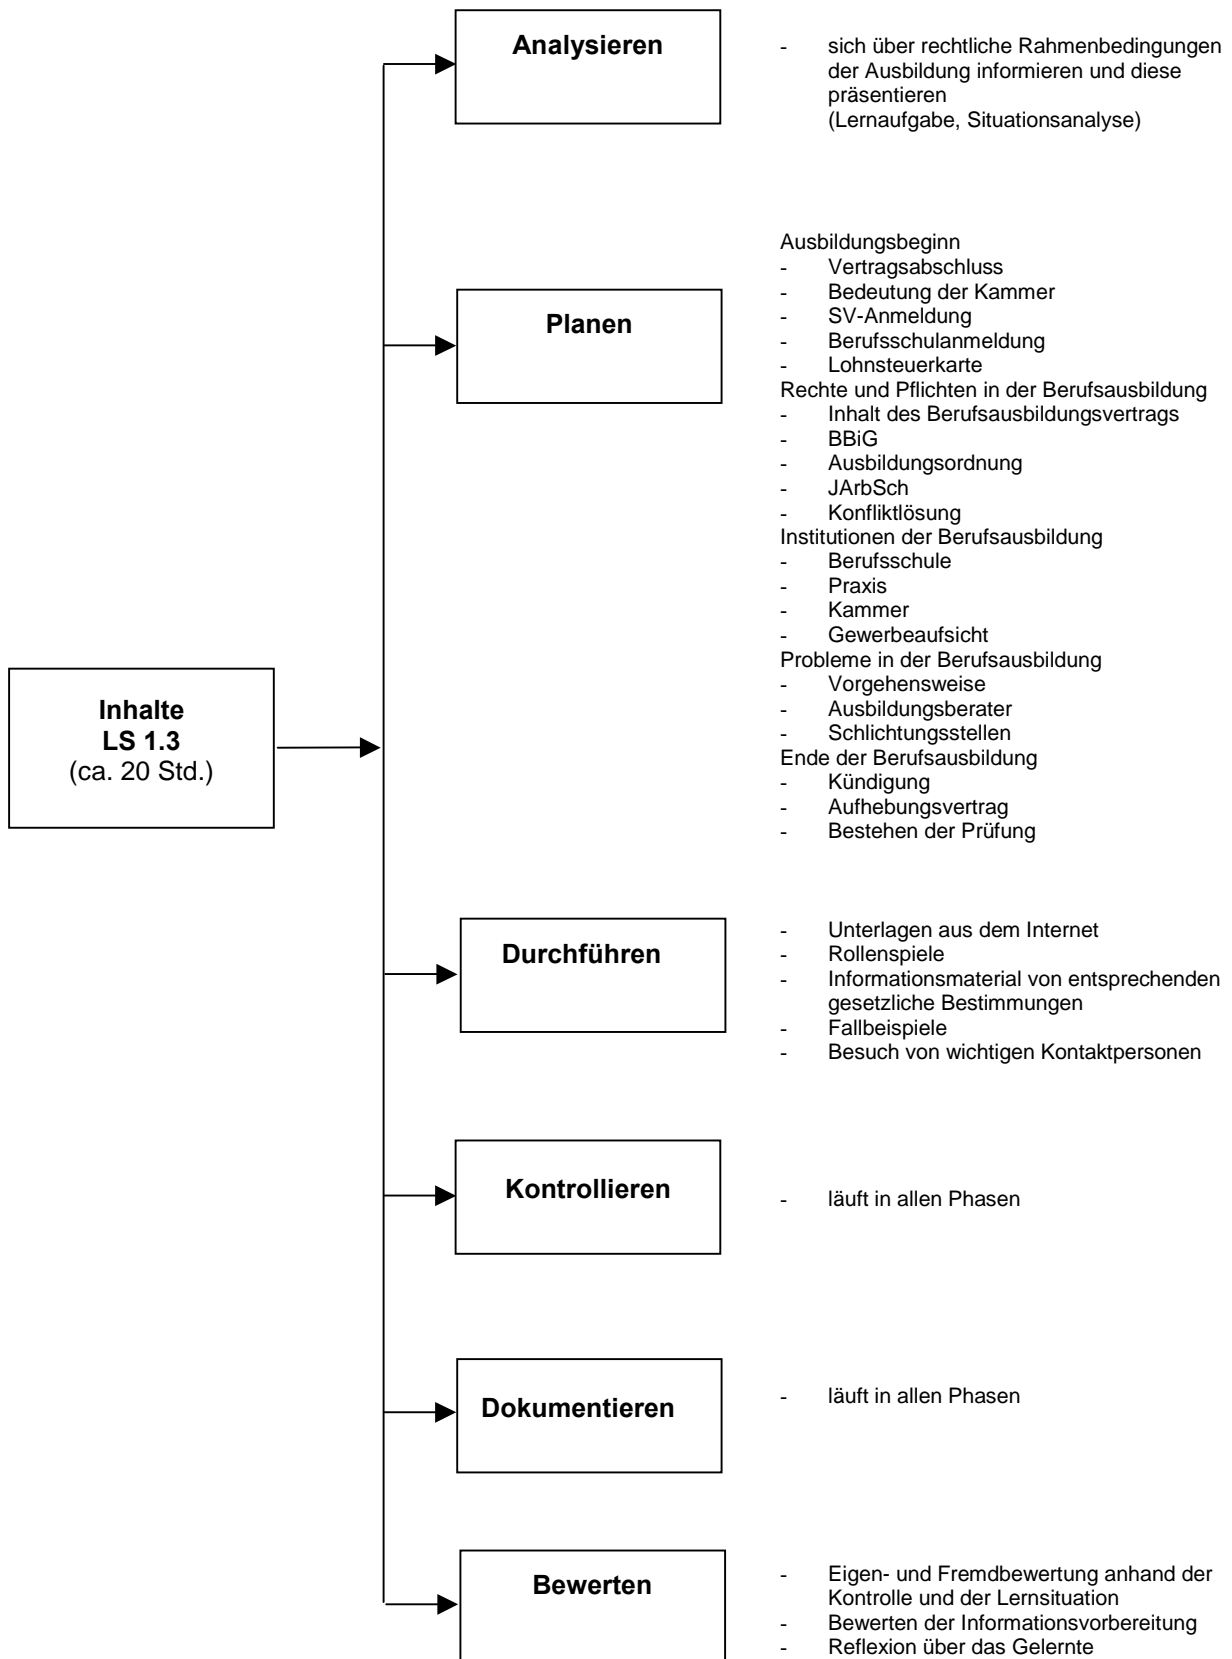 Analysieren
- sich über rechtliche Rahmenbedingungen
der Ausbildung informieren und diese
präsentieren
(Lernaufgabe, Situationsanalyse)
Planen
Ausbildungsbeginn
- Vertragsabschluss
- Bedeutung der Kammer
- SV-Anmeldung
- Berufsschulanmeldung
- Lohnsteuerkarte
Rechte und Pflichten in der Berufsausbildung
- Inhalt des Berufsausbildungsvertrags
- BBiG
- Ausbildungsordnung
- JArbSch
- Konfliktlösung
Institutionen der Berufsausbildung
- Berufsschule
- Praxis
- Kammer
- Gewerbeaufsicht
Probleme in der Berufsausbildung
- Vorgehensweise
- Ausbildungsberater
- Schlichtungsstellen
Ende der Berufsausbildung
- Kündigung
- Aufhebungsvertrag
- Bestehen der Prüfung
Inhalte
LS 1.3
(ca. 20 Std.)
Durchführen
- Unterlagen aus dem Internet
- Rollenspiele
- Informationsmaterial von entsprechenden
gesetzliche Bestimmungen
- Fallbeispiele
- Besuch von wichtigen Kontaktpersonen
Kontrollieren
- läuft in allen Phasen
Dokumentieren
- läuft in allen Phasen
Bewerten
- Eigen- und Fremdbewertung anhand der
Kontrolle und der Lernsituation
- Bewerten der Informationsvorbereitung
- Reflexion über das Gelernte